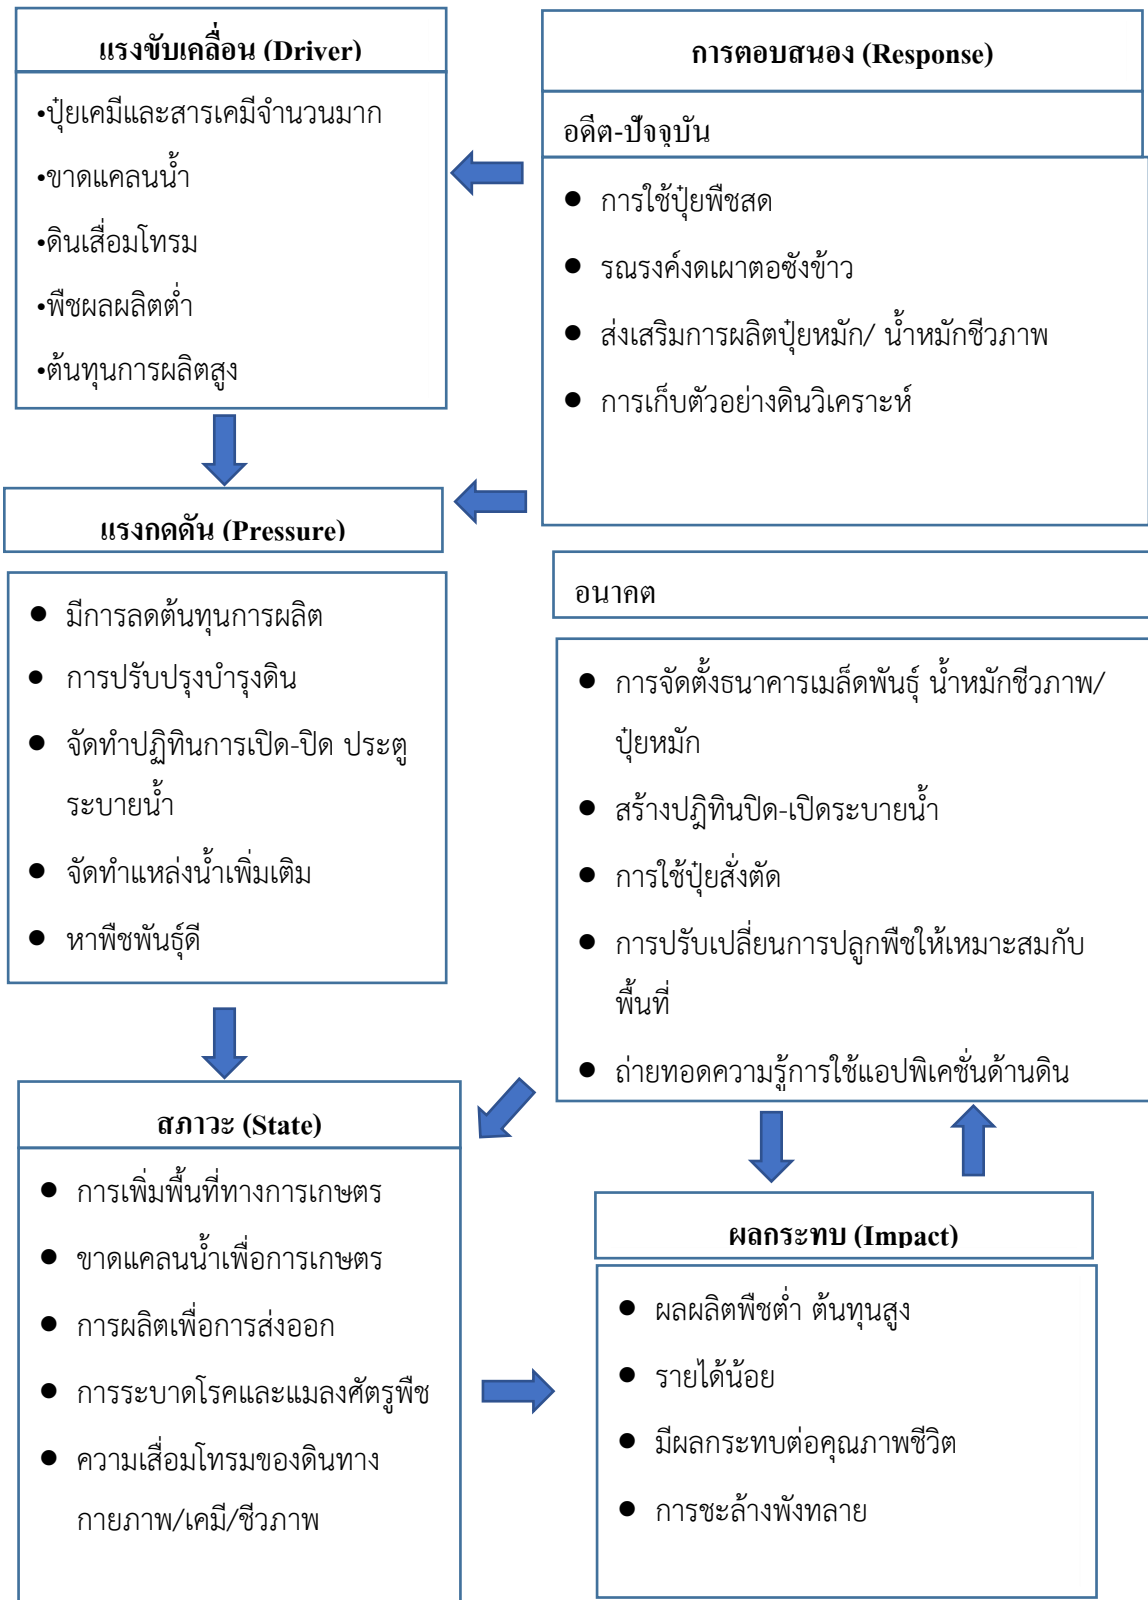 แรงขับเคลื่อน (Driver)
•ปุ๋ยเคมีและสารเคมีจำนวนมาก
•ขาดแคลนน้ำ
•ดินเสื่อมโทรม
•พืชผลผลิตต่ำ
•ต้นทุนการผลิตสูง
การตอบสนอง (Response)
อดีต-ปัจจุบัน
● การใช้ปุ๋ยพืชสด
● รณรงค์งดเผาตอซังข้าว
● ส่งเสริมการผลิตปุ๋ยหมัก/ น้ำหมักชีวภาพ
● การเก็บตัวอย่างดินวิเคราะห์
แรงกดดัน (Pressure)
● มีการลดต้นทุนการผลิต
● การปรับปรุงบำรุงดิน
● จัดทำปฏิทินการเปิด-ปิด ประตู
ระบายน้ำ
● จัดทำแหล่งน้ำเพิ่มเติม
● หาพืชพันธุ์ดี
อนาคต
● การจัดตั้งธนาคารเมล็ดพันธุ์ น้ำหมักชีวภาพ/
ปุ๋ยหมัก
● สร้างปฎิทินปิด-เปิดระบายน้ำ
● การใช้ปุ๋ยสั่งตัด
● การปรับเปลี่ยนการปลูกพืชให้เหมาะสมกับ
พื้นที่
● ถ่ายทอดความรู้การใช้แอปพิเคชั่นด้านดิน
สภาวะ (State)
● การเพิ่มพื้นที่ทางการเกษตร
● ขาดแคลนน้ำเพื่อการเกษตร
● การผลิตเพื่อการส่งออก
● การระบาดโรคและแมลงศัตรูพืช
● ความเสื่อมโทรมของดินทาง
กายภาพ/เคมี/ชีวภาพ
ผลกระทบ (Impact)
● ผลผลิตพืชต่ำ ต้นทุนสูง
● รายได้น้อย
● มีผลกระทบต่อคุณภาพชีวิต
● การชะล้างพังทลาย